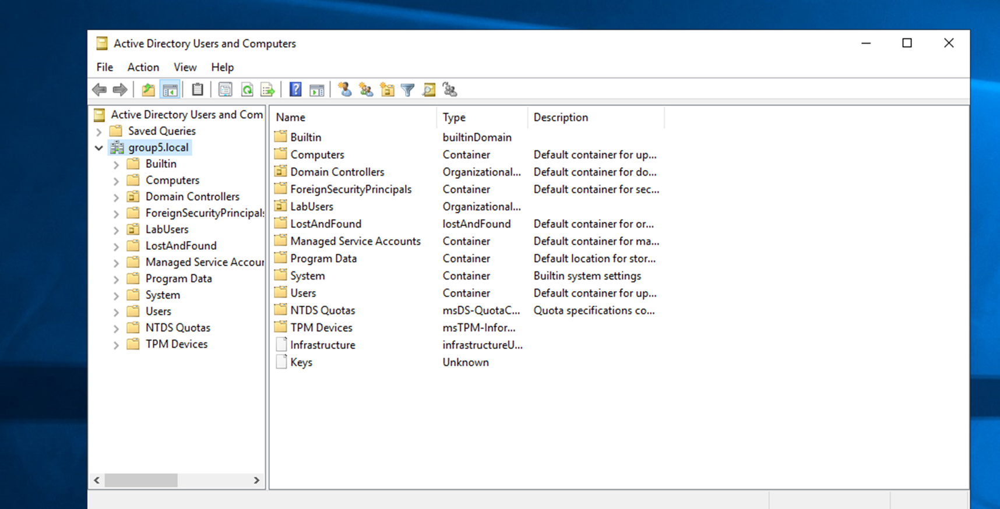 Active Directory Users and Computers
File Action View Help
Active Directory Users and Com
Saved Queries
group5.local
Builtin
Computers
Domain Controllers
ForeignSecurityPrincipals
LabUsers
LostAndFound
Managed Service Accour
Program Data
System
Users
NTDS Quotas
TPM Devices
Name Type Description
Builtin builtinDomain
Computers Container Default container for up...
Domain Controllers Organizational... Default container for do...
ForeignSecurityPrincipals Container Default container for sec...
LabUsers Organizational...
LostAndFound lostAndFound Default container for or...
Managed Service Accounts Container Default container for ma...
Program Data Container Default location for stor...
System Container Builtin system settings
Users Container Default container for up...
NTDS Quotas msDS-QuotaC... Quota specifications co...
TPM Devices msTPM-Infor...
Infrastructure infrastructureU...
Keys Unknown